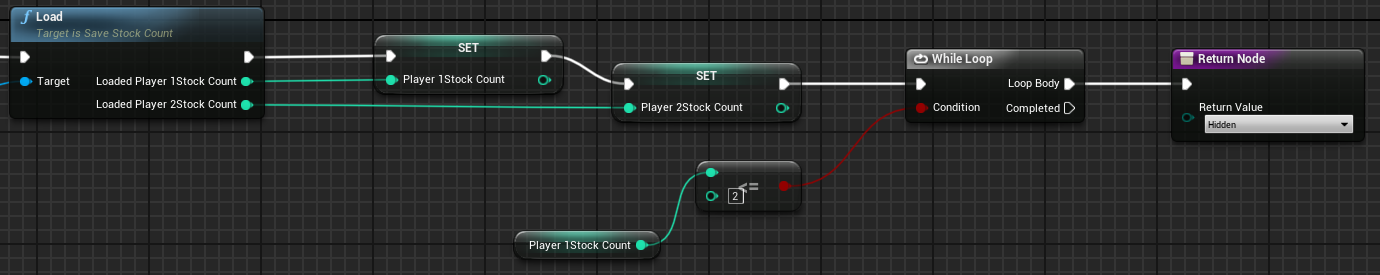 f Load
Target is Save Stock Count
Target
Loaded Player 1Stock Count
Loaded Player 2Stock Count
SET
Player 1Stock Count
SET
Player 2Stock Count
While Loop
Loop Body
Condition
Completed
Return Node
Return Value
Hidden
<=
2
Player 1Stock Count